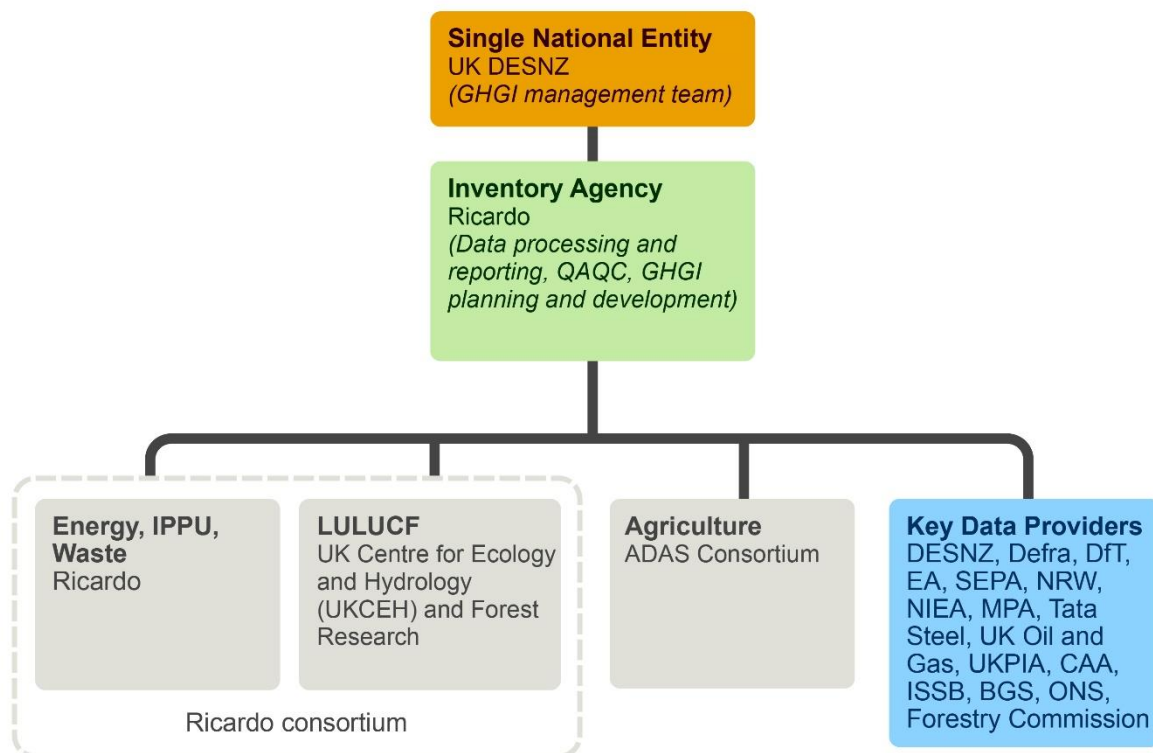 Single National Entity
UK DESNZ
(GHGI management team)
Inventory Agency
Ricardo
(Data processing and
reporting, QAQC, GHGI
planning and development)
Energy, IPPU,
Waste
Ricardo
LULUCF
UK Centre for Ecology
and Hydrology
(UKCEH) and Forest
Research
Agriculture
ADAS Consortium
Key Data Providers
DESNZ, Defra, DfT,
EA, SEPA, NRW,
NIEA, MPA, Tata
Steel, UK Oil and
Gas, UKPIA, CAA,
ISSB, BGS, ONS,
Forestry Commission
Ricardo consortium